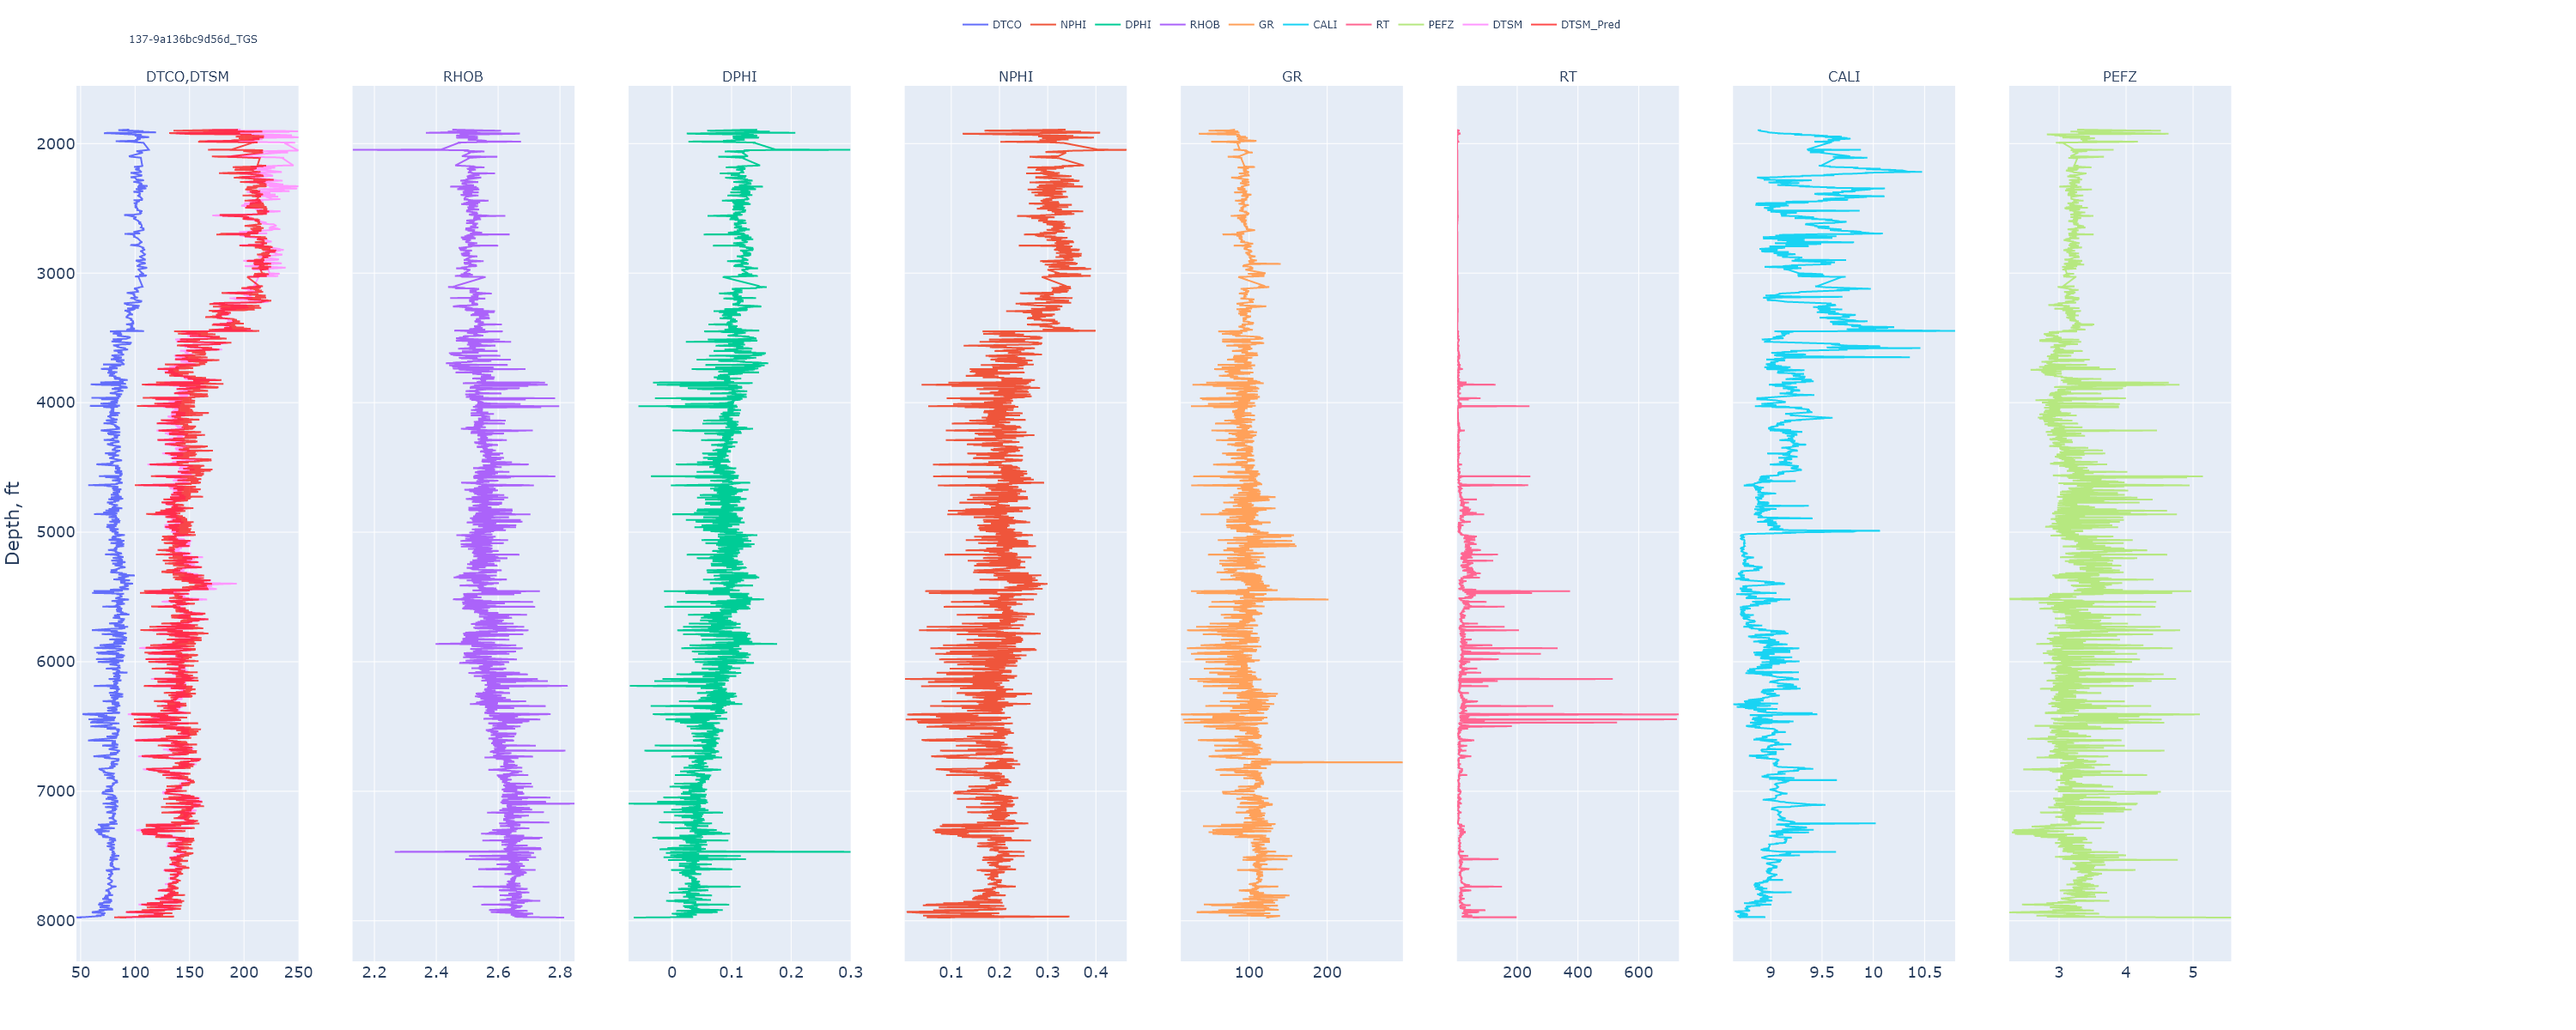 DTCO NPHI DPHI RHOB GR CALI RT PEFZ DTSM DTSM_Pred
137-9a136bc9d56d_TGS
DTCO,DTSM RHOB DPHI NPHI GR RT CALI PEFZ
Depth, ft
2000
3000
4000
5000
6000
7000
8000
50 100 150 200 250 2.2 2.4 2.6 2.8 0 0.1 0.2 0.3 0.1 0.2 0.3 0.4 100 200 200 400 600 9 9.5 10 10.5 3 4 5